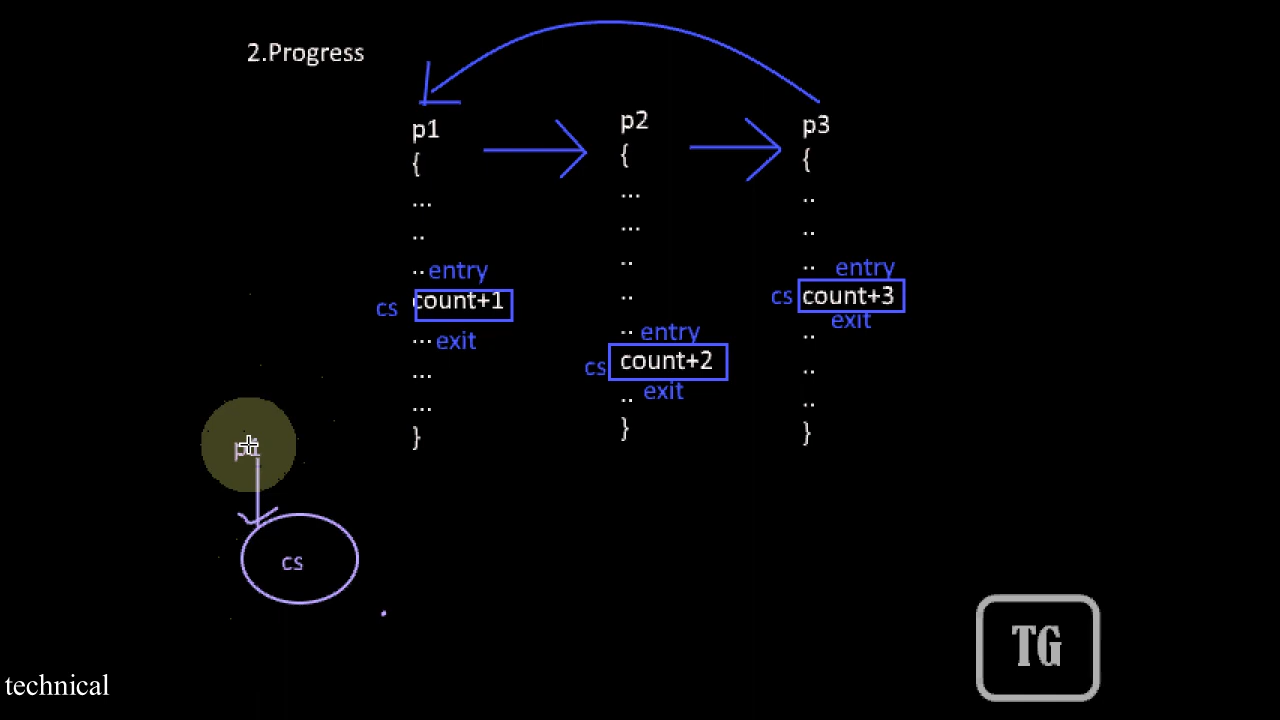 2.Progress
p1
{
...
..
.. entry
cs count+1
... exit
...
...
}
p2
{
...
...
..
..
.. entry
cs count+2
.. exit
}
p3
{
..
..
.. entry
cs count+3
exit
..
..
..
}
cs
TG
technical